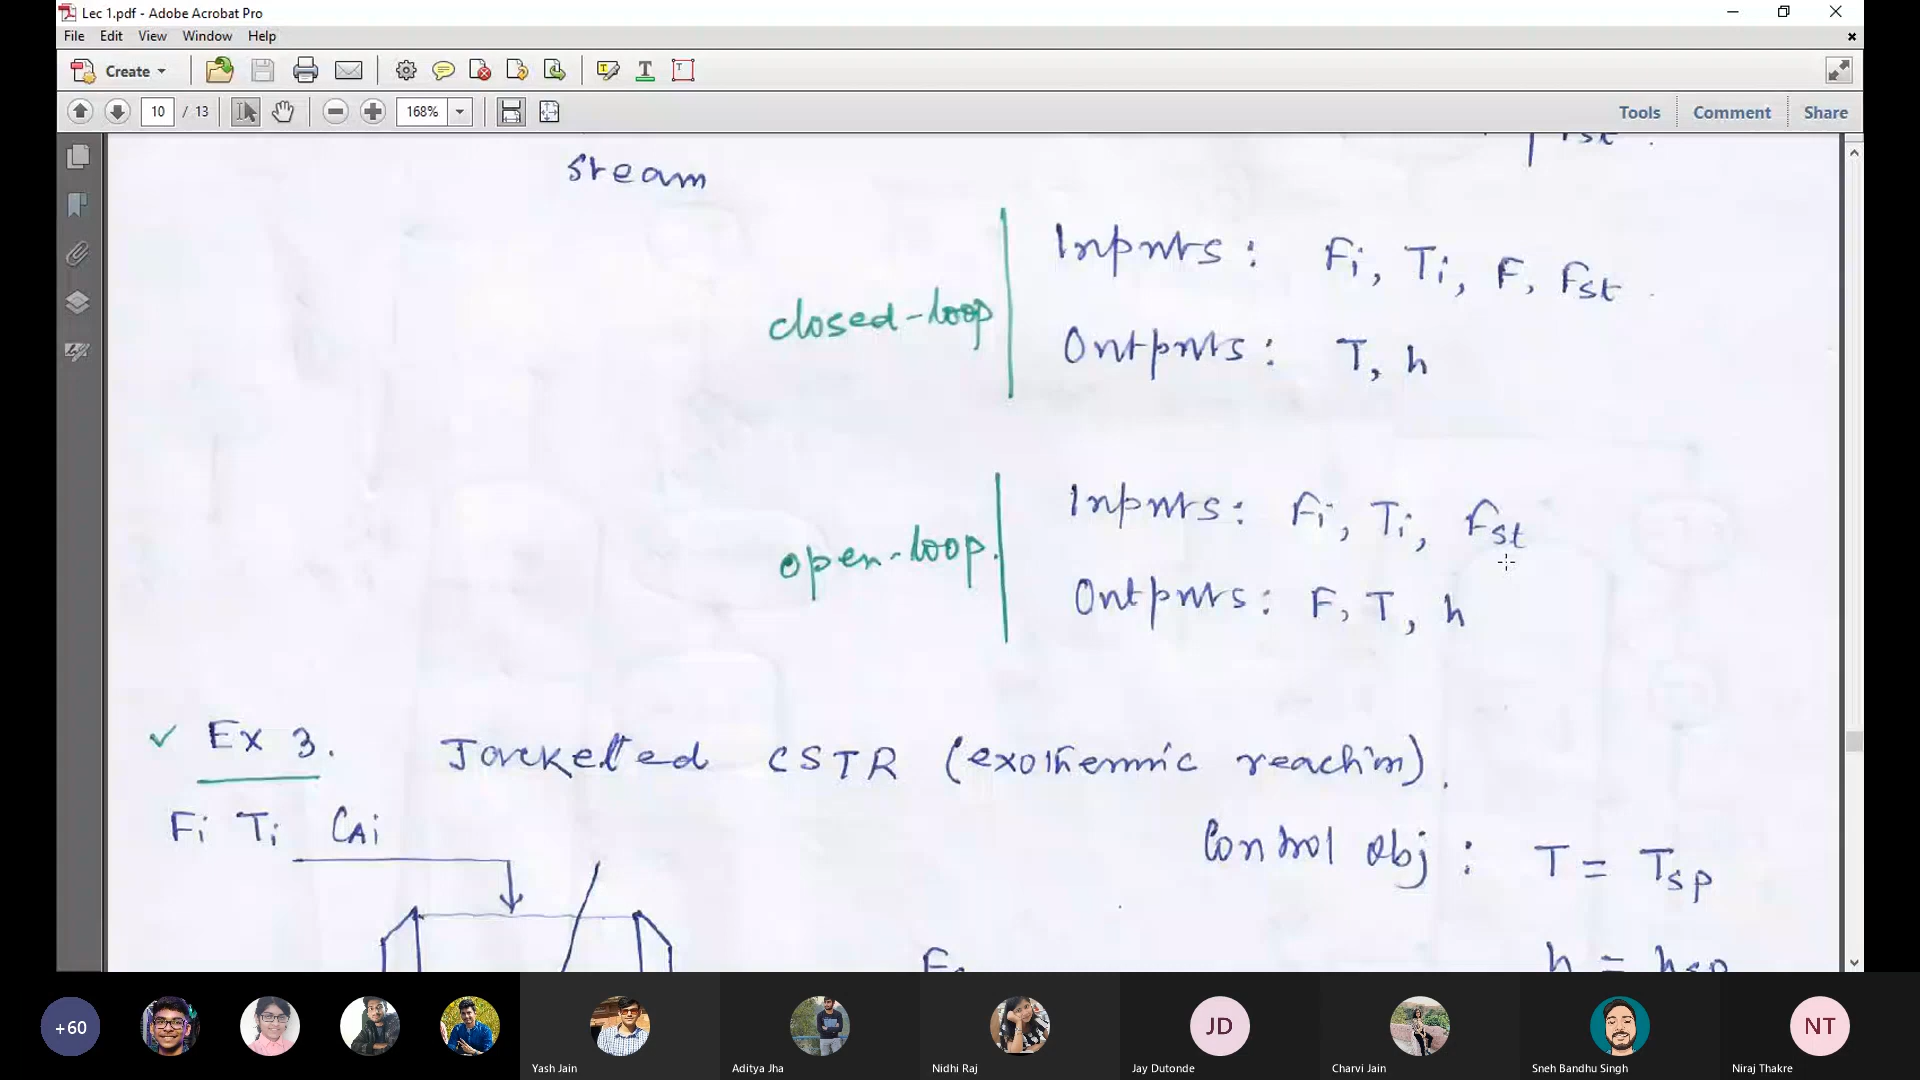 Lec 1.pdf - Adobe Acrobat Pro
File Edit View Window Help
Create
10 / 13 168% Tools Comment Share
steam
closed-loop
Inputs : Fi, Ti, F, Fst.
Outputs : T, h
open-loop.
Inputs : Fi, Ti, Fst
Outputs : F, T, h
✓ Ex 3. Jacketted CSTR (exothermic reaction).
Fi Ti CAi
Control obj : T = Tsp
h = hsp
+60
JD
NT
Yash Jain
Aditya Jha
Nidhi Raj
Jay Dutonde
Charvi Jain
Sneh Bandhu Singh
Niraj Thakre